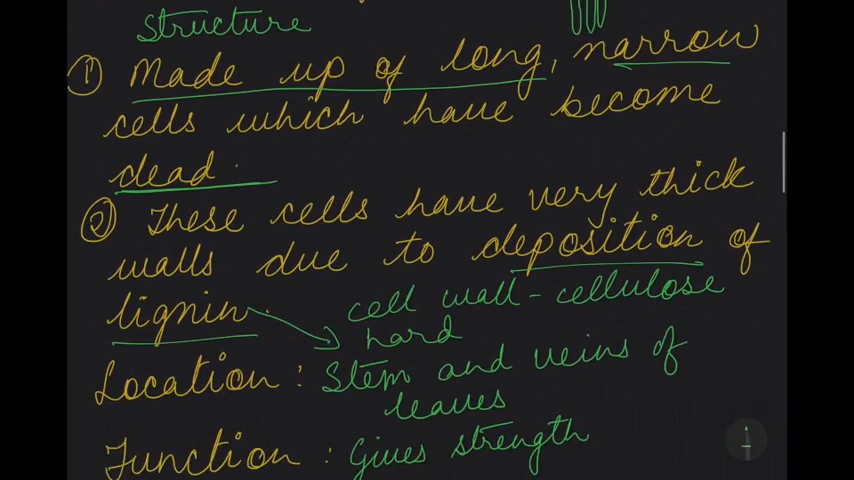 Structure
① Made up of long, narrow
cells which have become
dead.
② These cells have very thick
walls due to deposition of
lignin.
cell wall - cellulose
hard
Location : Stem and veins of
leaves
Function : Gives strength